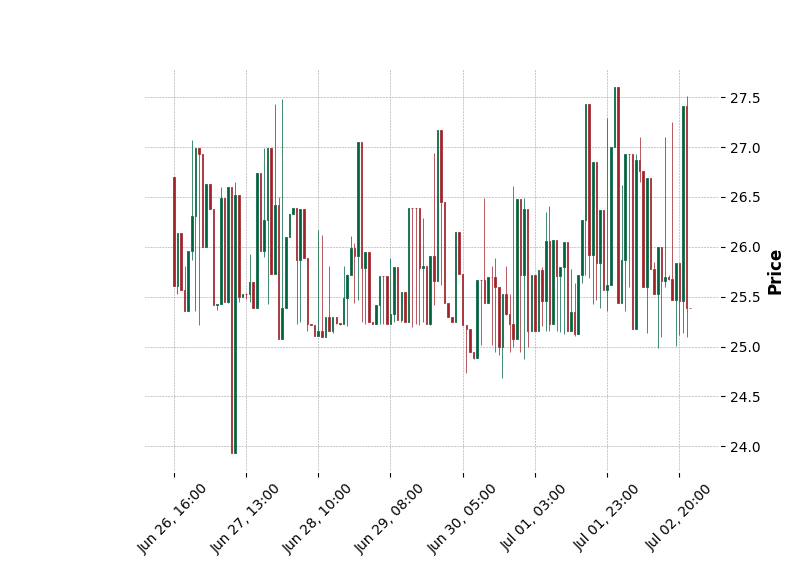 27.5
27.0
26.5
26.0
25.5
25.0
24.5
24.0
Price
Jun 26, 16:00
Jun 27, 13:00
Jun 28, 10:00
Jun 29, 08:00
Jun 30, 05:00
Jul 01, 03:00
Jul 01, 23:00
Jul 02, 20:00